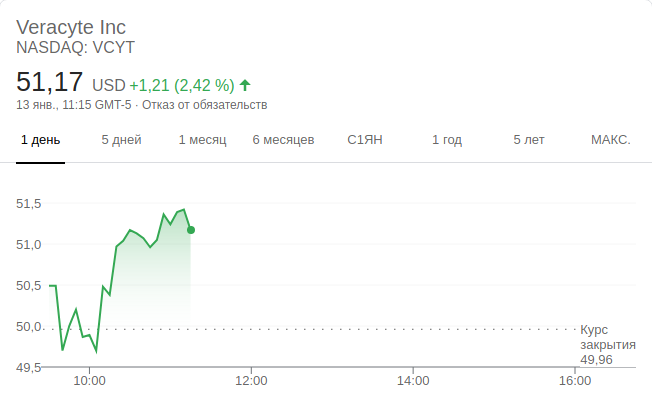 Veracyte Inc
NASDAQ: VCYT
51,17 USD +1,21 (2,42 %)
13 янв., 11:15 GMT-5 · Отказ от обязательств
1 день 5 дней 1 месяц 6 месяцев С1ЯН 1 год 5 лет МАКС.
51,5
51,0
50,5
50,0
Курс
закрытия
49,96
49,5
10:00 12:00 14:00 16:00